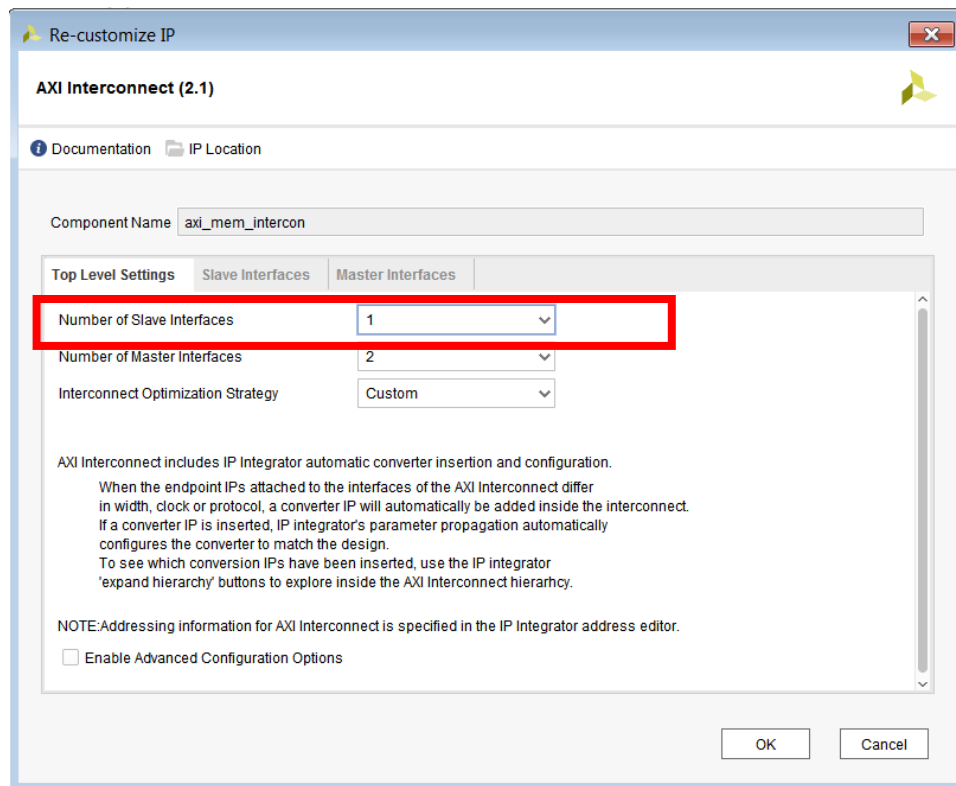 Re-customize IP
AXI Interconnect (2.1)
Documentation IP Location
Component Name axi_mem_intercon
Top Level Settings Slave Interfaces Master Interfaces
Number of Slave Interfaces 1
Number of Master Interfaces 2
Interconnect Optimization Strategy Custom
AXI Interconnect includes IP Integrator automatic converter insertion and configuration.
When the endpoint IPs attached to the interfaces of the AXI Interconnect differ
in width, clock or protocol, a converter IP will automatically be added inside the interconnect.
If a converter IP is inserted, IP integrator's parameter propagation automatically
configures the converter to match the design.
To see which conversion IPs have been inserted, use the IP integrator
'expand hierarchy' buttons to explore inside the AXI Interconnect hierarhcy.
NOTE:Addressing information for AXI Interconnect is specified in the IP Integrator address editor.
Enable Advanced Configuration Options
OK Cancel